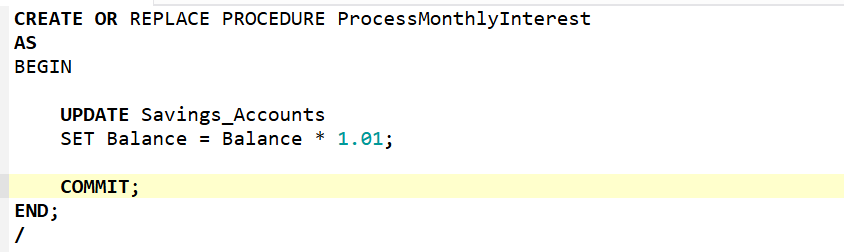 CREATE OR REPLACE PROCEDURE ProcessMonthlyInterest
AS
BEGIN
UPDATE Savings_Accounts
SET Balance = Balance * 1.01;
COMMIT;
END;
/